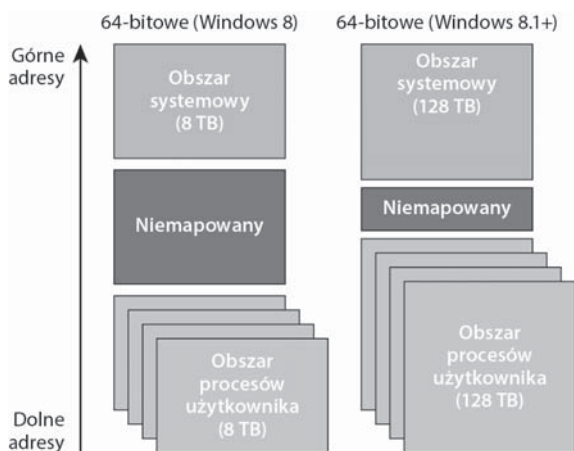 64-bitowe (Windows 8)
64-bitowe (Windows 8.1+)
Górne
adresy
Obszar
systemowy
(8 TB)
Obszar
systemowy
(128 TB)
Niemapowany
Niemapowany
Obszar
procesów
użytkownika
(8 TB)
Obszar
procesów
użytkownika
(128 TB)
Dolne
adresy